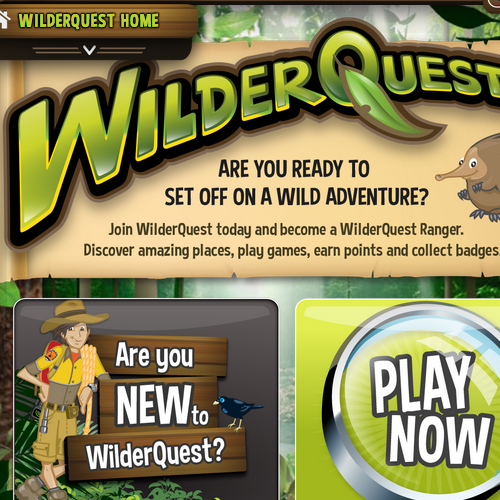 WILDERQUEST HOME
WILDERQUEST
ARE YOU READY TO
SET OFF ON A WILD ADVENTURE?
Join WilderQuest today and become a WilderQuest Ranger.
Discover amazing places, play games, earn points and collect badges.
Are you
NEW to
WilderQuest?
PLAY
NOW